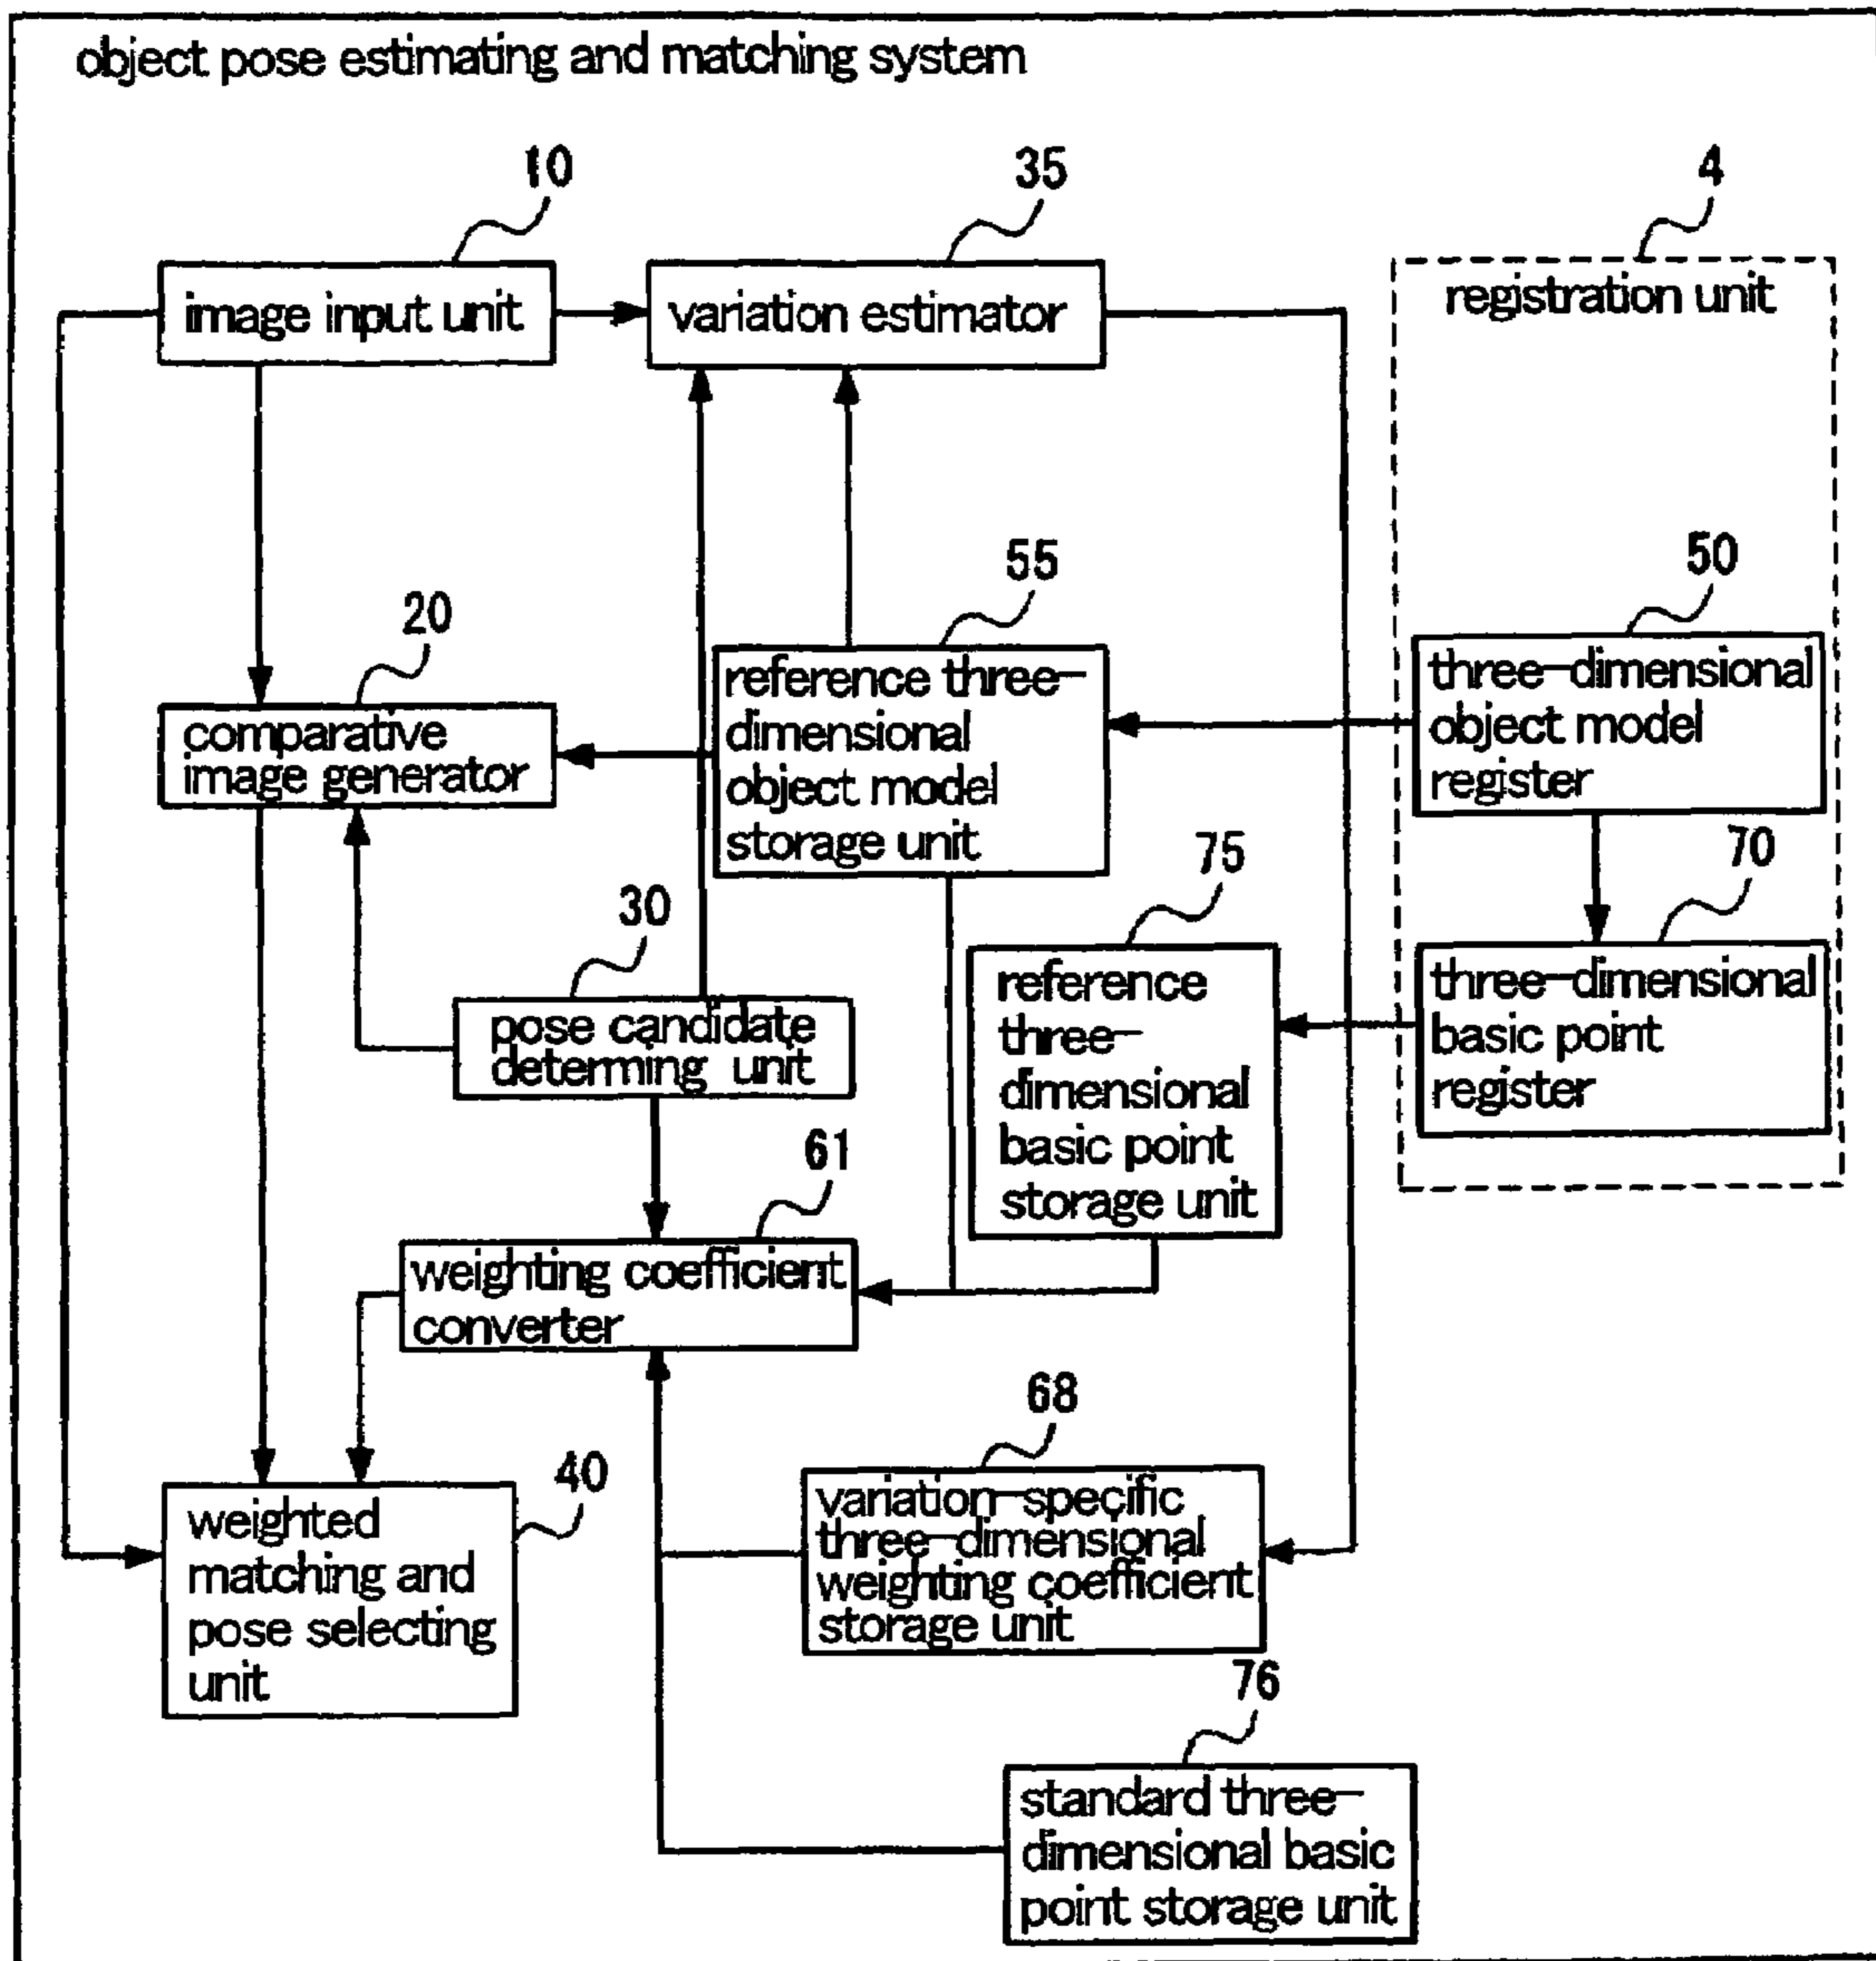 object pose estimating and matching system
10
35
4
image input unit
variation estimator
registration unit
55
50
20
reference three-
dimensional
object model
storage unit
three-dimensional
object model
register
comparative
image generator
75
70
30
reference
three-
dimensional
basic point
storage unit
three-dimensional
basic point
register
pose candidate
determing unit
61
weighting coefficient
converter
68
40
variation-specific
three-dimensional
weighting coefficient
storage unit
weighted
matching and
pose selecting
unit
76
standard three-
dimensional basic
point storage unit